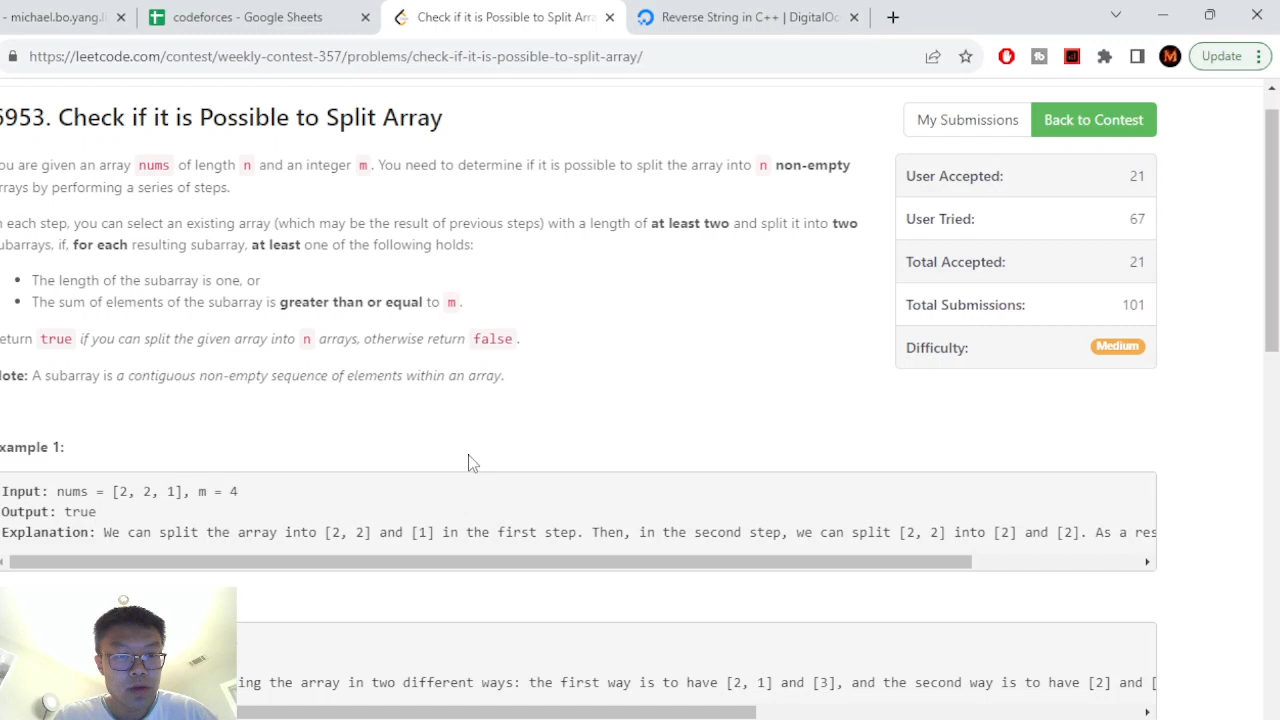 - michael.bo.yang.li
codeforces - Google Sheets
Check if it is Possible to Split Arra
Reverse String in C++ | DigitalOc
https://leetcode.com/contest/weekly-contest-357/problems/check-if-it-is-possible-to-split-array/
Update
6953. Check if it is Possible to Split Array
My Submissions
Back to Contest
ou are given an array nums of length n and an integer m. You need to determine if it is possible to split the array into n non-empty
rrays by performing a series of steps.
n each step, you can select an existing array (which may be the result of previous steps) with a length of at least two and split it into two
ubarrays, if, for each resulting subarray, at least one of the following holds:
• The length of the subarray is one, or
• The sum of elements of the subarray is greater than or equal to m.
eturn true if you can split the given array into n arrays, otherwise return false.
lote: A subarray is a contiguous non-empty sequence of elements within an array.
User Accepted: 21
User Tried: 67
Total Accepted: 21
Total Submissions: 101
Difficulty: Medium
xample 1:
Input: nums = [2, 2, 1], m = 4
Output: true
Explanation: We can split the array into [2, 2] and [1] in the first step. Then, in the second step, we can split [2, 2] into [2] and [2]. As a res
ing the array in two different ways: the first way is to have [2, 1] and [3], and the second way is to have [2] and [